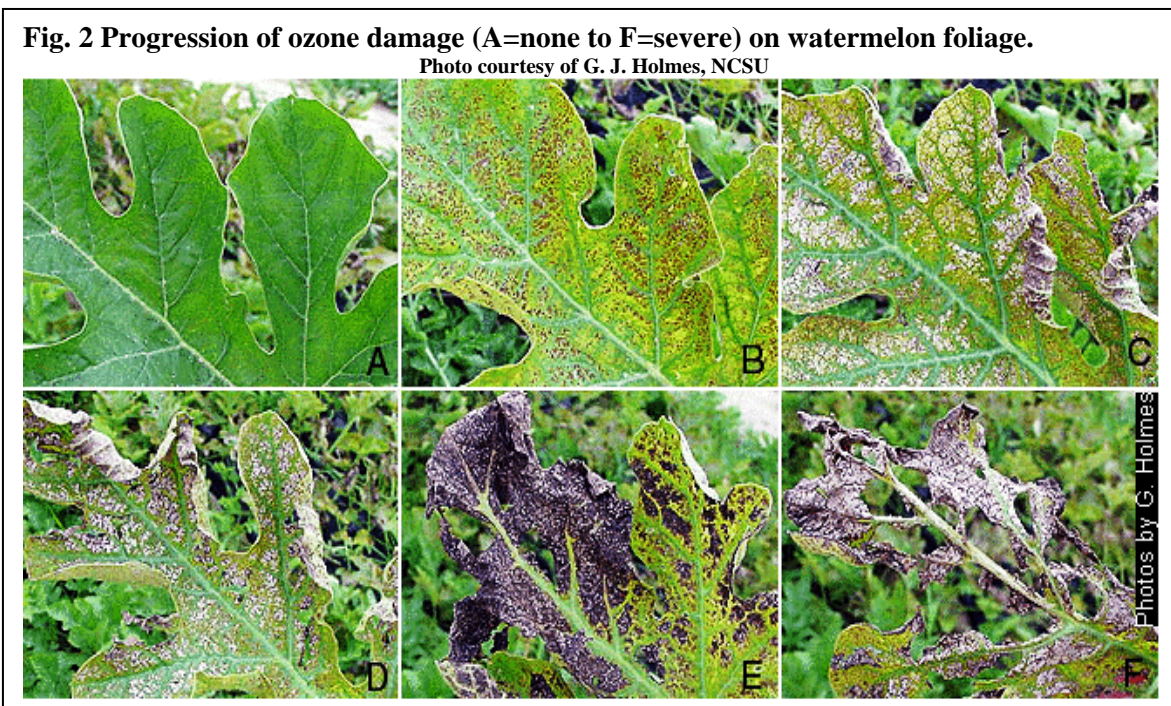 Fig. 2 Progression of ozone damage (A=none to F=severe) on watermelon foliage.
Photo courtesy of G. J. Holmes, NCSU
A
B
C
D
E
F
Photos by G. Holmes